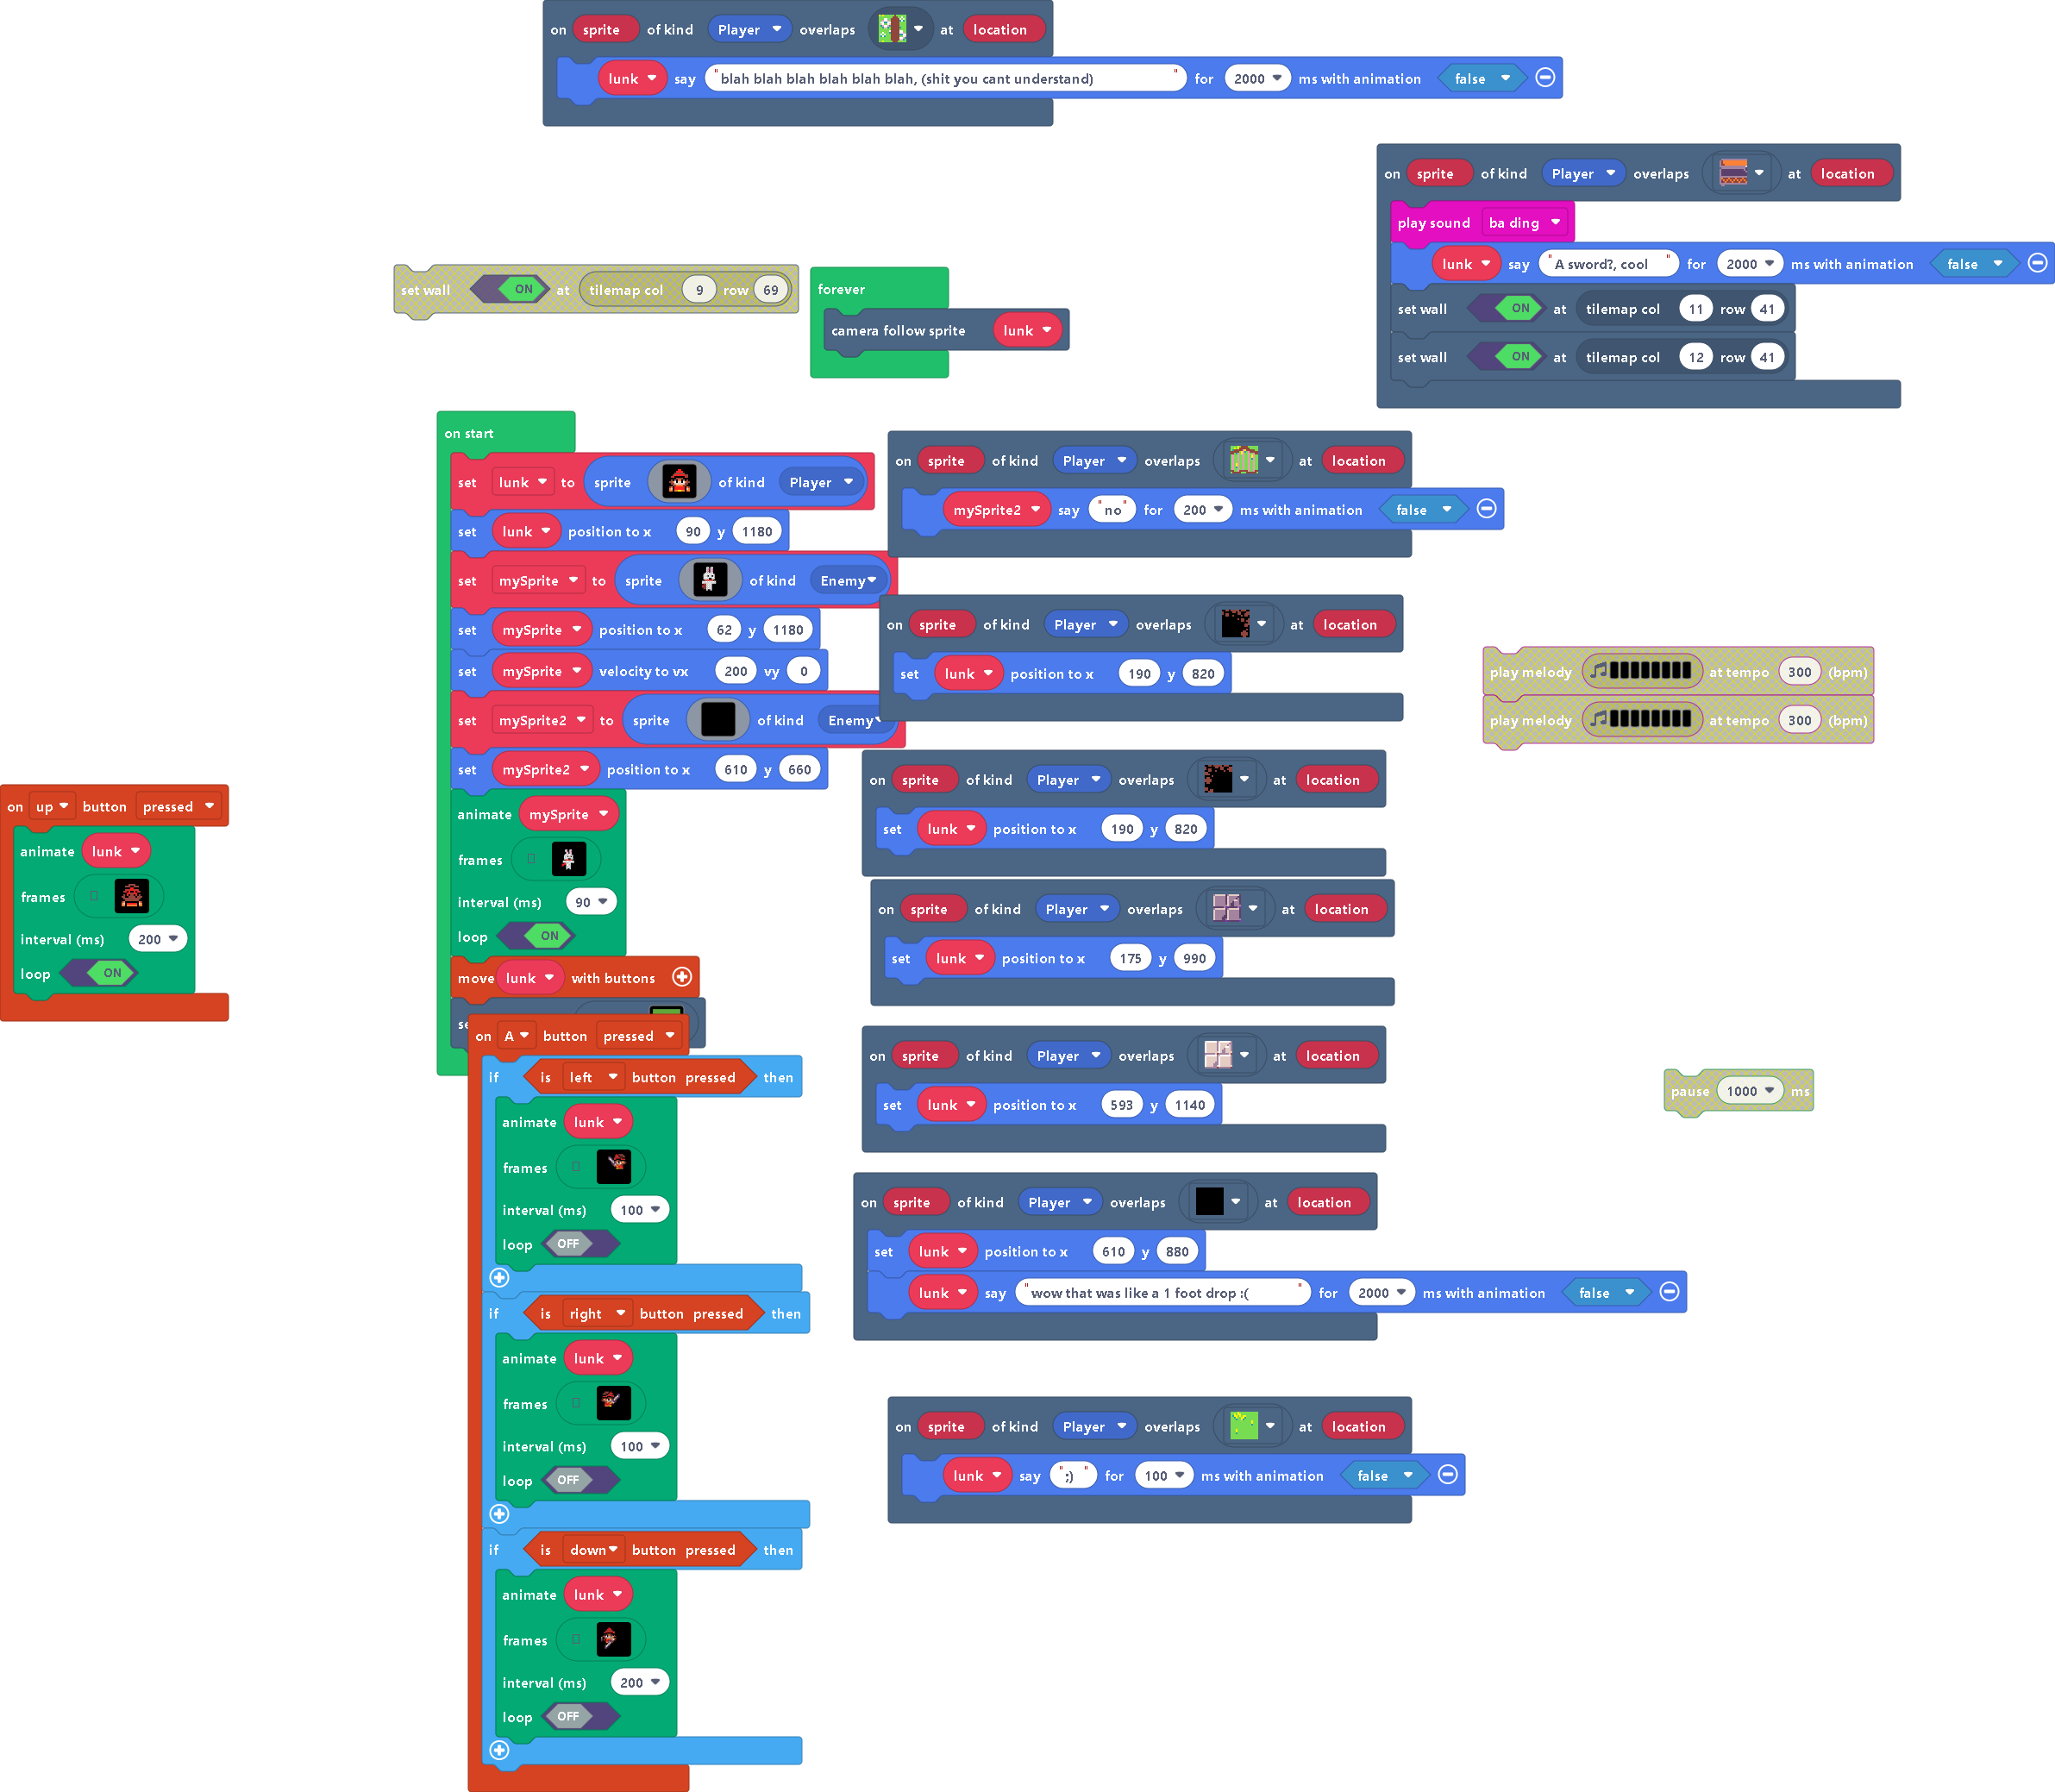 on sprite of kind Player overlaps at location
lunk say "blah blah blah blah blah blah, (shit you cant understand)" for 2000 ms with animation false
on sprite of kind Player overlaps at location
play sound ba ding
lunk say "A sword?, cool" for 2000 ms with animation false
set wall ON at tilemap col 11 row 41
set wall ON at tilemap col 12 row 41
set wall ON at tilemap col 9 row 69
forever
camera follow sprite lunk
on start
set lunk to sprite of kind Player
set lunk position to x 90 y 1180
set mySprite to sprite of kind Enemy
set mySprite position to x 62 y 1180
set mySprite velocity to vx 200 vy 0
set mySprite2 to sprite of kind Enemy
set mySprite2 position to x 610 y 660
animate mySprite
frames
interval (ms) 90
loop ON
move lunk with buttons
on sprite of kind Player overlaps at location
mySprite2 say "no" for 200 ms with animation false
on sprite of kind Player overlaps at location
set lunk position to x 190 y 820
on sprite of kind Player overlaps at location
set lunk position to x 190 y 820
on sprite of kind Player overlaps at location
set lunk position to x 175 y 990
on sprite of kind Player overlaps at location
set lunk position to x 593 y 1140
on sprite of kind Player overlaps at location
set lunk position to x 610 y 880
lunk say "wow that was like a 1 foot drop :(" for 2000 ms with animation false
on sprite of kind Player overlaps at location
lunk say ";)" for 100 ms with animation false
play melody at tempo 300 (bpm)
play melody at tempo 300 (bpm)
pause 1000 ms
on up button pressed
animate lunk
frames
interval (ms) 200
loop ON
on A button pressed
if is left button pressed then
animate lunk
frames
interval (ms) 100
loop OFF
if is right button pressed then
animate lunk
frames
interval (ms) 100
loop OFF
if is down button pressed then
animate lunk
frames
interval (ms) 200
loop OFF